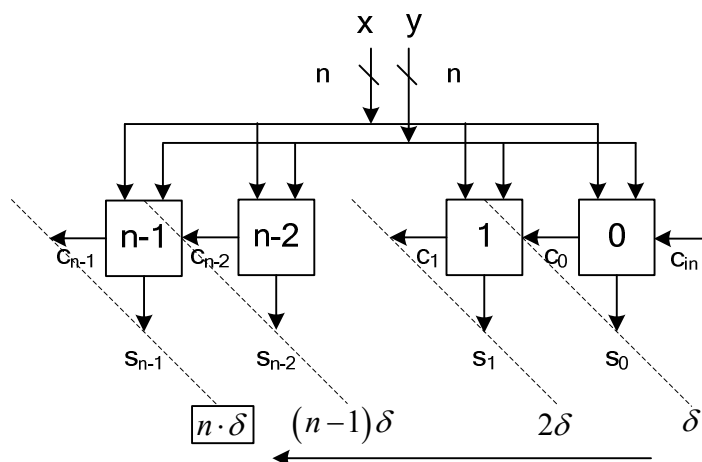 x y
n n
n-1 n-2 1 0
cₙ₋₁ cₙ₋₂ c₁ c₀ cᵢₙ
sₙ₋₁ sₙ₋₂ s₁ s₀
n · δ (n−1)δ 2δ δ